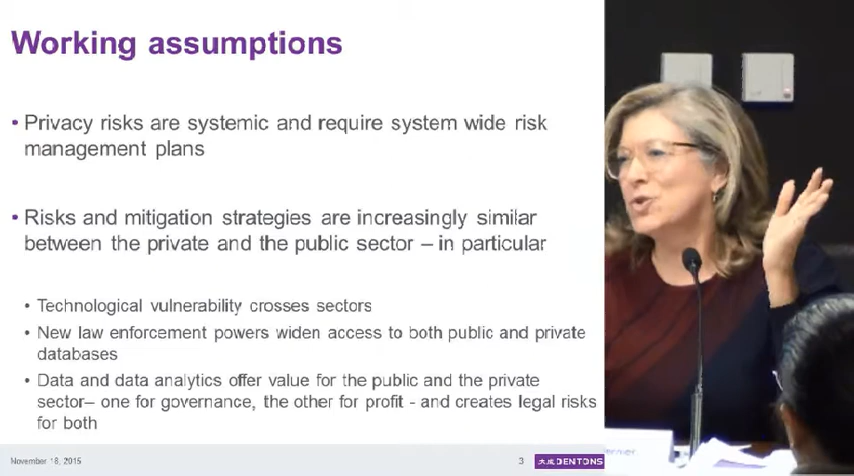 Working assumptions
• Privacy risks are systemic and require system wide risk
management plans
• Risks and mitigation strategies are increasingly similar
between the private and the public sector – in particular
• Technological vulnerability crosses sectors
• New law enforcement powers widen access to both public and private
databases
• Data and data analytics offer value for the public and the private
sector– one for governance, the other for profit - and creates legal risks
for both
November 18, 2015
3
大成 DENTONS